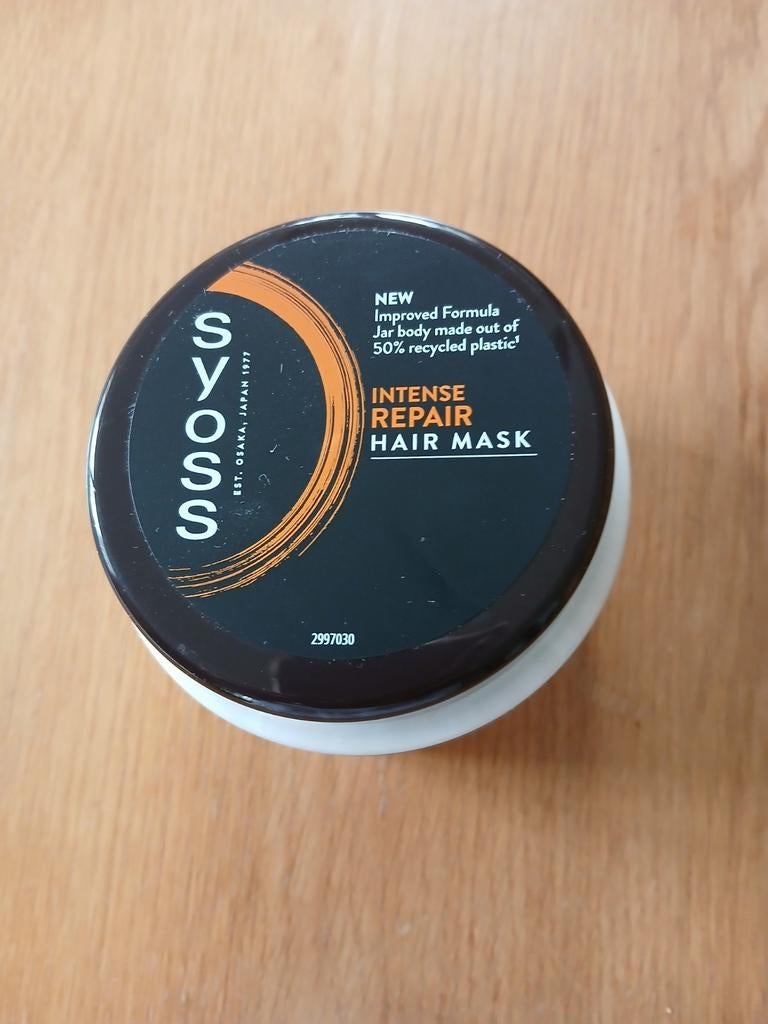 syoss
EST. OSAKA, JAPAN 1977
NEW
Improved Formula
Jar body made out of
50% recycled plastic¹
INTENSE
REPAIR
HAIR MASK
2997030